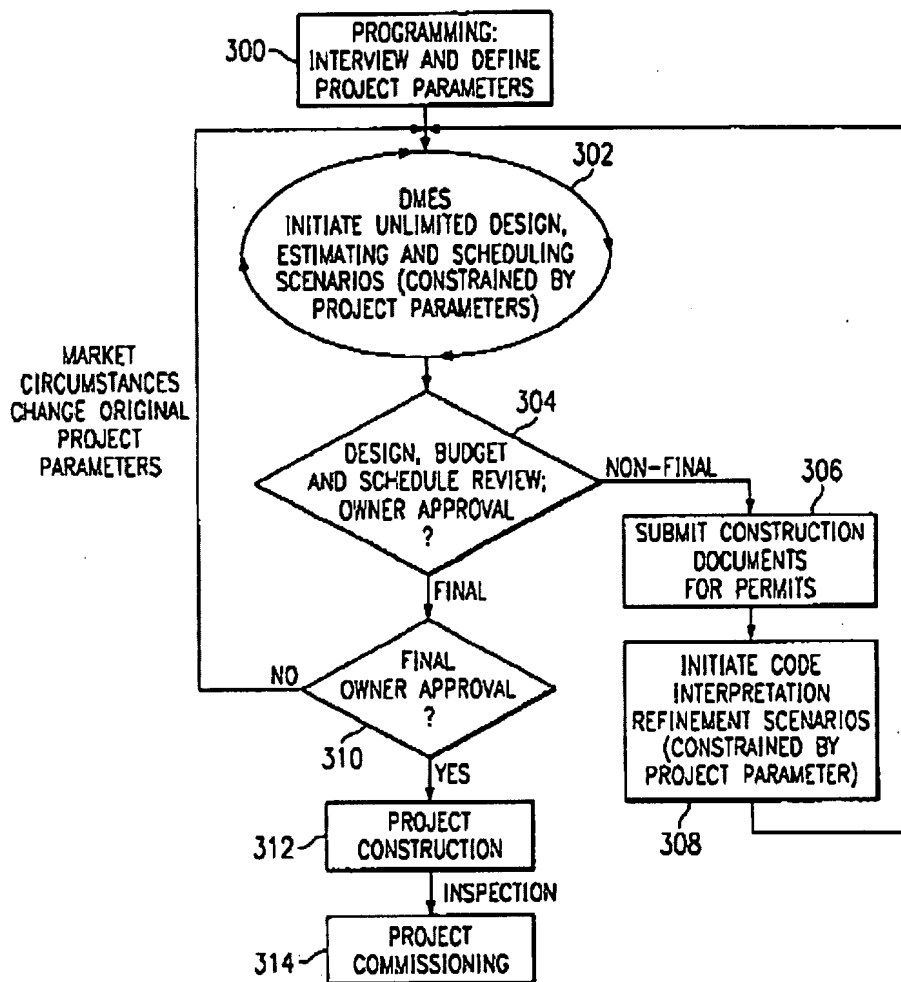 PROGRAMMING:
INTERVIEW AND DEFINE
PROJECT PARAMETERS
300
302
DMES
INITIATE UNLIMITED DESIGN,
ESTIMATING AND SCHEDULING
SCENARIOS (CONSTRAINED BY
PROJECT PARAMETERS)
MARKET
CIRCUMSTANCES
CHANGE ORIGINAL
PROJECT
PARAMETERS
304
DESIGN, BUDGET
AND SCHEDULE REVIEW;
OWNER APPROVAL
?
NON-FINAL
306
SUBMIT CONSTRUCTION
DOCUMENTS
FOR PERMITS
FINAL
INITIATE CODE
INTERPRETATION
REFINEMENT SCENARIOS
(CONSTRAINED BY
PROJECT PARAMETER)
308
NO
FINAL
OWNER APPROVAL
?
310
YES
312
PROJECT
CONSTRUCTION
INSPECTION
314
PROJECT
COMMISSIONING